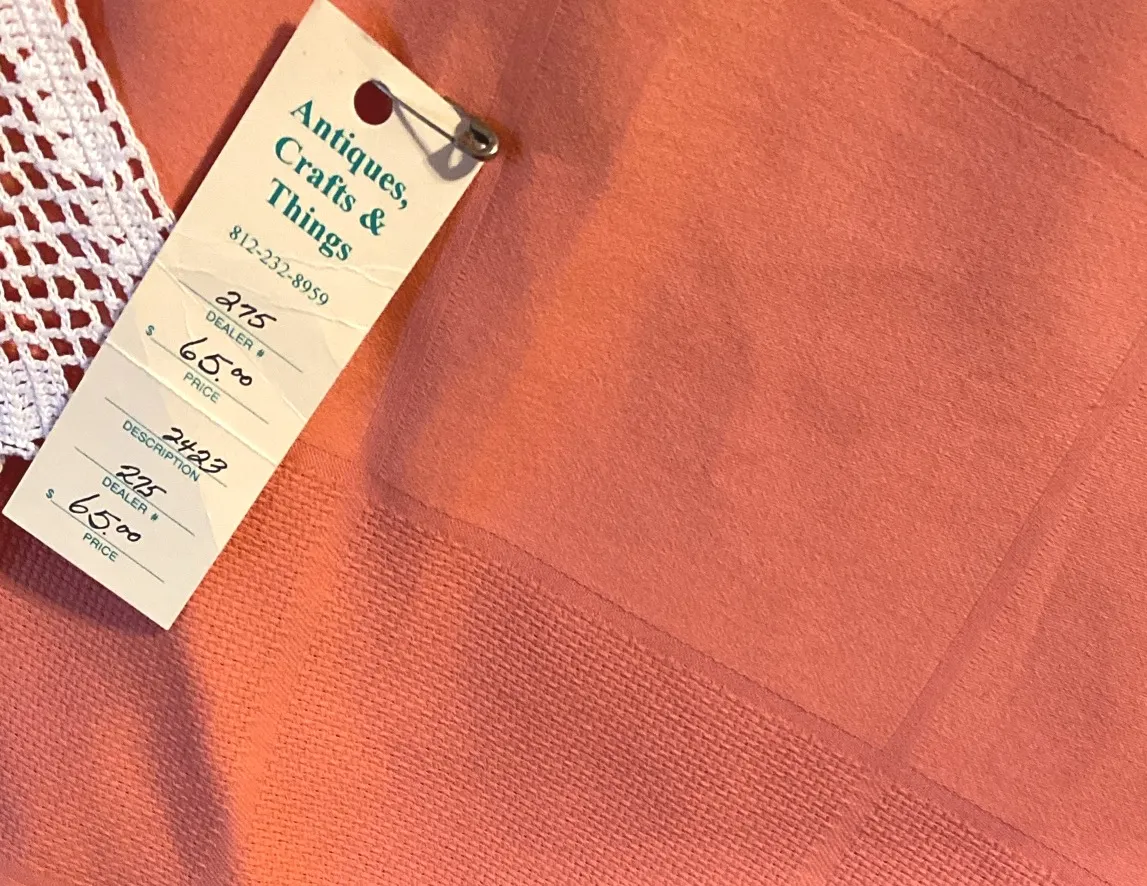 Antiques,
Crafts &
Things
812-232-8959
275
DEALER #
$ 65.00
PRICE
2423
DESCRIPTION
275
DEALER #
$ 65.00
PRICE